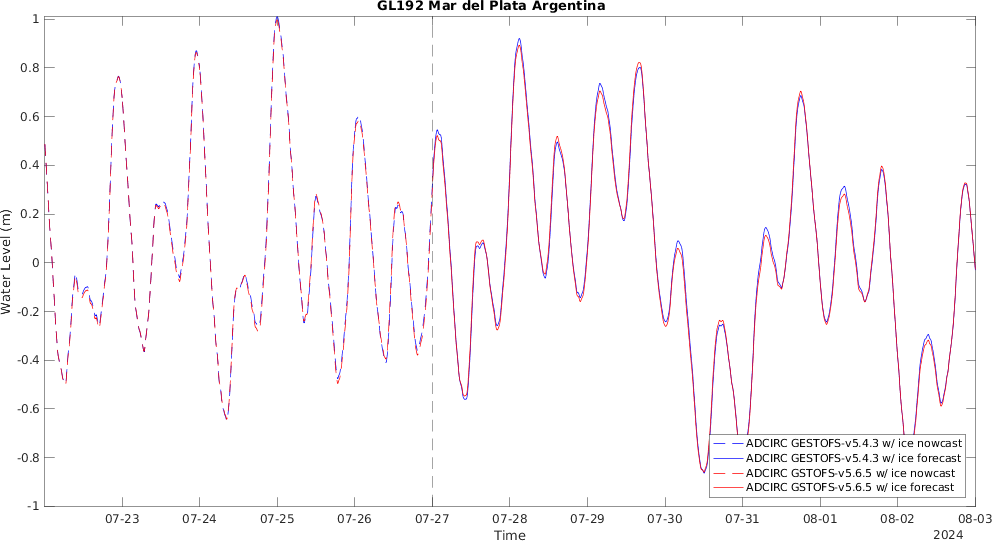 GL192 Mar del Plata Argentina
1
0.8
0.6
0.4
0.2
0
-0.2
-0.4
-0.6
-0.8
-1
Water Level (m)
ADCIRC GESTOFS-v5.4.3 w/ ice nowcast
ADCIRC GESTOFS-v5.4.3 w/ ice forecast
ADCIRC GSTOFS-v5.6.5 w/ ice nowcast
ADCIRC GSTOFS-v5.6.5 w/ ice forecast
07-23 07-24 07-25 07-26 07-27 07-28 07-29 07-30 07-31 08-01 08-02 08-03
Time
2024